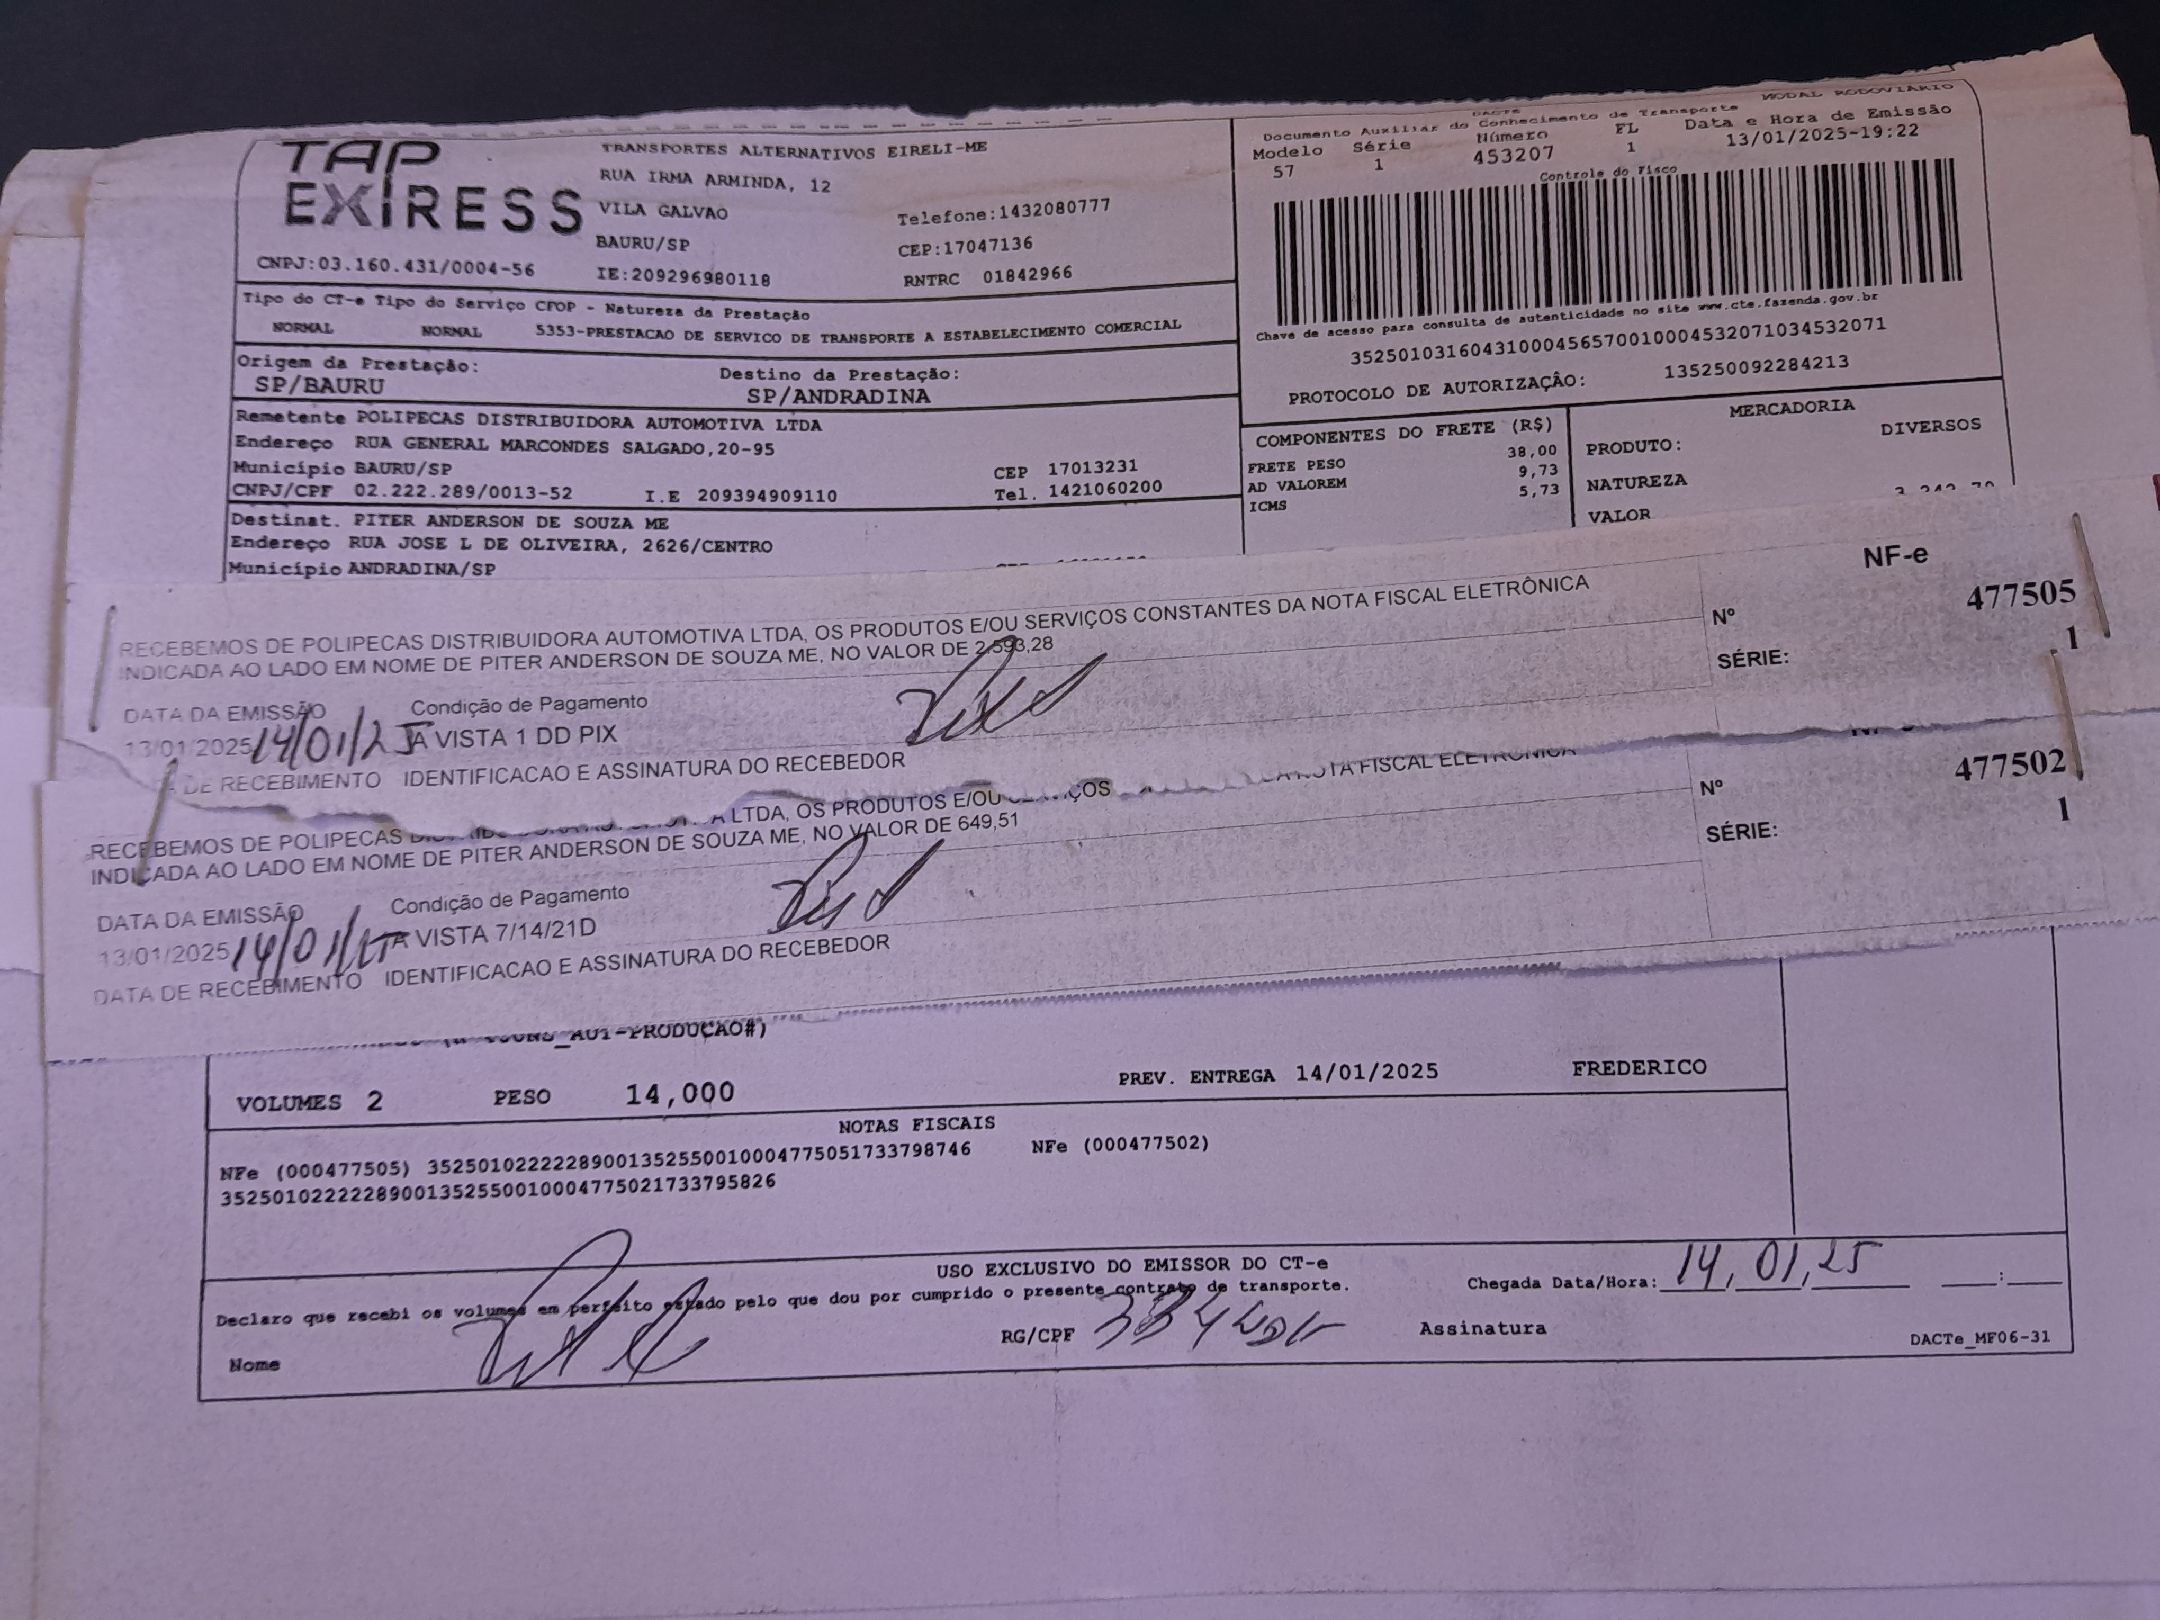 TAP
EXPRESS
CNPJ:03.160.431/0004-56
TRANSPORTES ALTERNATIVOS EIRELI-ME
RUA IRMA ARMINDA, 12
VILA GALVAO
BAURU/SP
IE:209296980118
Telefone:1432080777
CEP:17047136
RNTRC 01842966
DACTE
MODAL RODOVIÁRIO
Documento Auxiliar do Conhecimento de Transporte
Modelo Série Número FL Data e Hora de Emissão
57 1 453207 1 13/01/2025-19:22
Controle do Fisco
Chave de acesso para consulta de autenticidade no site www.cte.fazenda.gov.br
35250103160431000456570010004532071034532071
PROTOCOLO DE AUTORIZAÇÃO: 135250092284213
Tipo do CT-e Tipo do Serviço CFOP - Natureza da Prestação
NORMAL NORMAL 5353-PRESTACAO DE SERVICO DE TRANSPORTE A ESTABELECIMENTO COMERCIAL
Origem da Prestação: Destino da Prestação:
SP/BAURU SP/ANDRADINA
Remetente POLIPECAS DISTRIBUIDORA AUTOMOTIVA LTDA
Endereço RUA GENERAL MARCONDES SALGADO,20-95
Município BAURU/SP CEP 17013231
CNPJ/CPF 02.222.289/0013-52 I.E 209394909110 Tel. 1421060200
Destinat. PITER ANDERSON DE SOUZA ME
Endereço RUA JOSE L DE OLIVEIRA, 2626/CENTRO
Município ANDRADINA/SP
COMPONENTES DO FRETE (R$)
FRETE PESO 38,00
AD VALOREM 9,73
ICMS 5,73
MERCADORIA
PRODUTO: DIVERSOS
NATUREZA
VALOR 3.242,79
RECEBEMOS DE POLIPECAS DISTRIBUIDORA AUTOMOTIVA LTDA, OS PRODUTOS E/OU SERVIÇOS CONSTANTES DA NOTA FISCAL ELETRÔNICA
INDICADA AO LADO EM NOME DE PITER ANDERSON DE SOUZA ME, NO VALOR DE 2.593,28
NF-e
Nº 477505
SÉRIE: 1
DATA DA EMISSÃO Condição de Pagamento
13/01/2025 14/01/25 A VISTA 1 DD PIX
DE RECEBIMENTO IDENTIFICACAO E ASSINATURA DO RECEBEDOR
RECEBEMOS DE POLIPECAS LTDA, OS PRODUTOS E/OU SERVIÇOS NOTA FISCAL ELETRÔNICA
INDICADA AO LADO EM NOME DE PITER ANDERSON DE SOUZA ME, NO VALOR DE 649,51
Nº 477502
SÉRIE: 1
DATA DA EMISSÃO Condição de Pagamento
13/01/2025 14/01/25 A VISTA 7/14/21D
DATA DE RECEBIMENTO IDENTIFICACAO E ASSINATURA DO RECEBEDOR
VOLUMES 2 PESO 14,000 PREV. ENTREGA 14/01/2025 FREDERICO
NOTAS FISCAIS
NFe (000477505) 35250102222289001352550010004775051733798746 NFe (000477502)
35250102222289001352550010004775021733795826
USO EXCLUSIVO DO EMISSOR DO CT-e
Declaro que recebi os volumes em perfeito estado pelo que dou por cumprido o presente contrato de transporte.
Chegada Data/Hora: 14,01,25 :
Nome RG/CPF Assinatura
DACTe_MF06-31